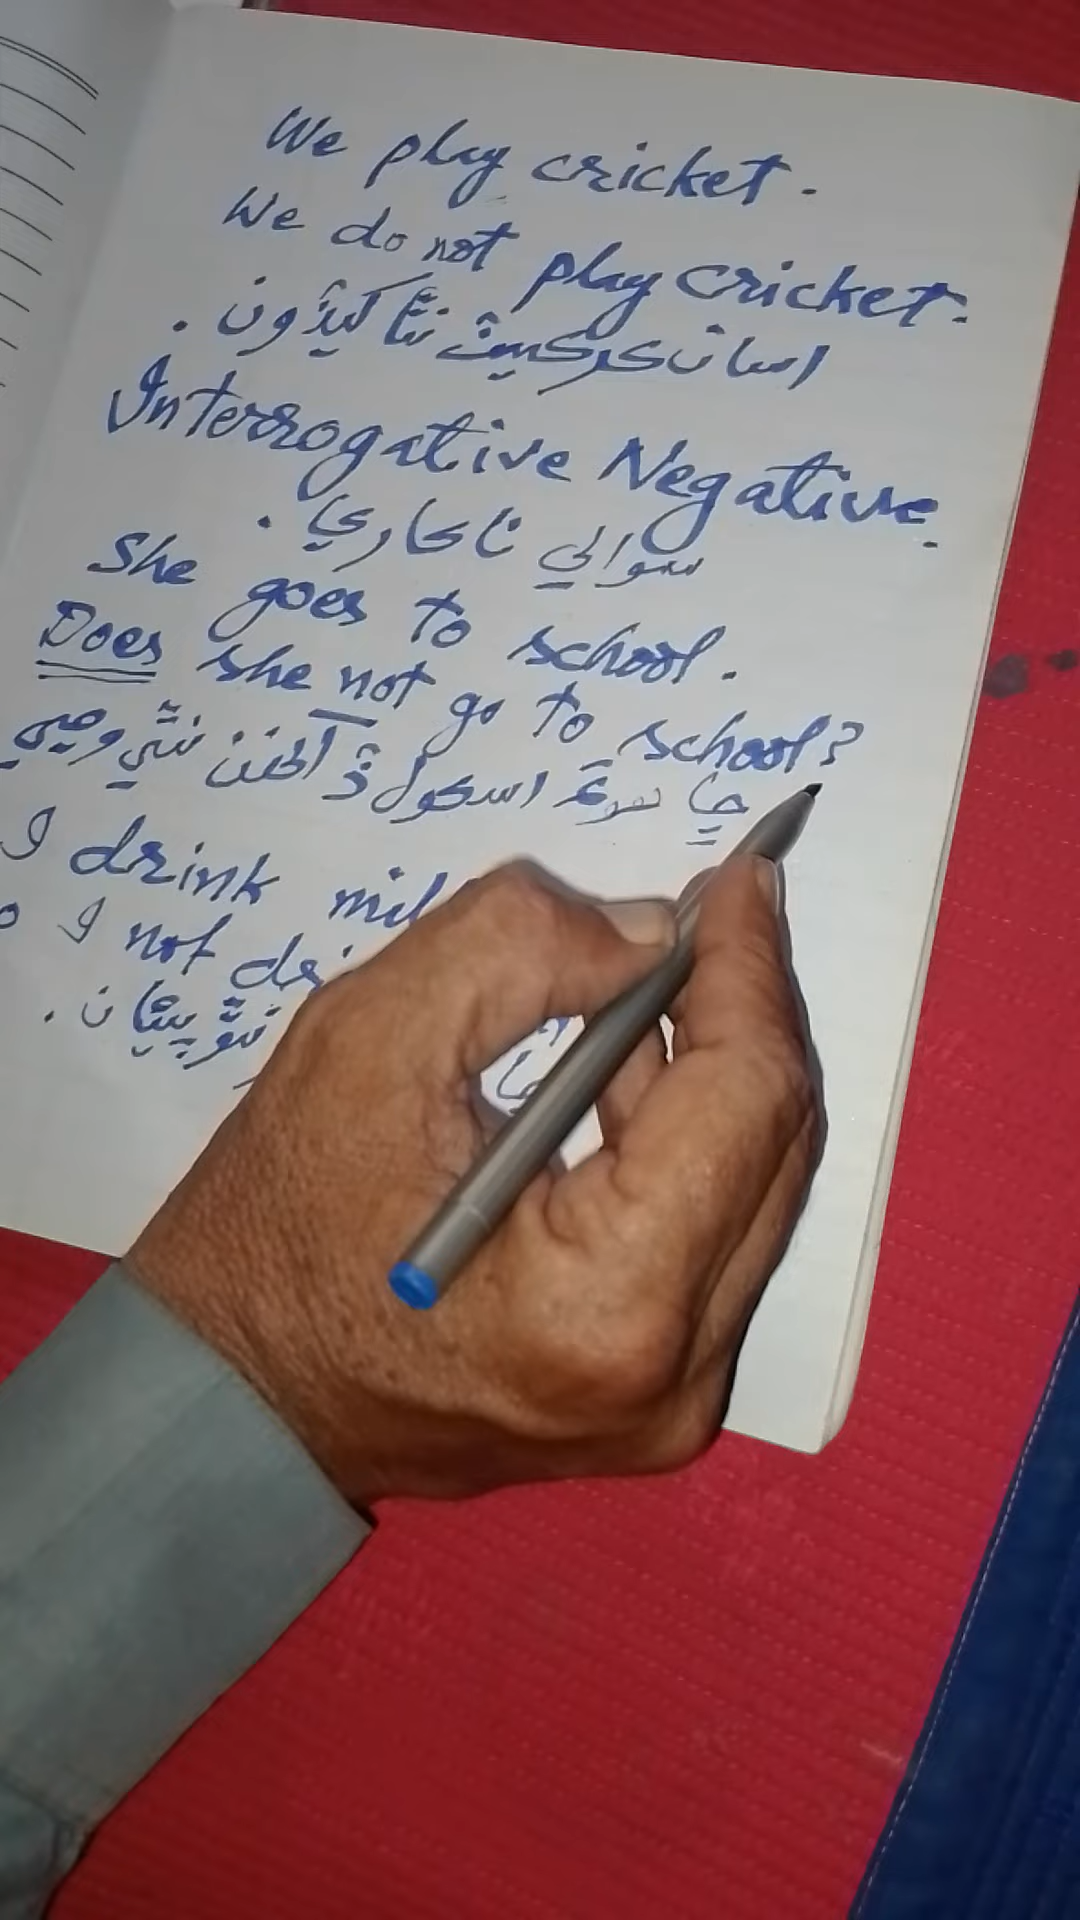 We play cricket.
We do not play cricket.
اسان ڪرڪيٽ نٿا کيڏون.
Interrogative Negative.
سوالي ناڪاري.
She goes to school.
Does she not go to school?
ڇا هوءَ اسڪول ڏانهن نٿي وڃي
I drink
I not
نٿو پيئان.